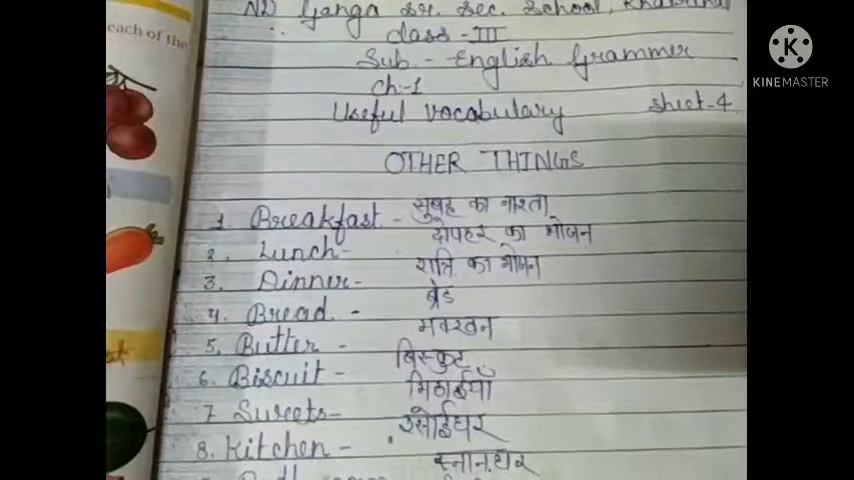 each of the
Ganga sr. sec. school,
class - III
Sub. - English Grammer
Ch-1
Useful vocabulary sheet-4
OTHER THINGS
1 Breakfast - सुबह का नाश्ता
2. Lunch - दोपहर का भोजन
3. Dinner - रात्रि का भोजन
4. Bread - ब्रेड
5. Butter - मक्खन
6. Biscuit - बिस्कुट
7 Sweets - मिठाईयाँ
8. Kitchen - रसोईघर
स्नानघर
K
KINEMASTER